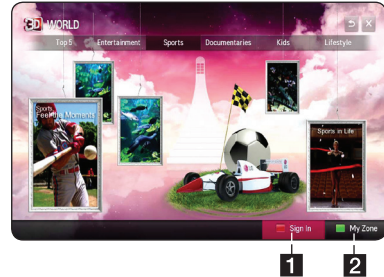 3D WORLD
Top 5 Entertainment Sports Documentaries Kids Lifestyle
Sports
Feel the Moments
Sports in Life
Sign In My Zone
1 2